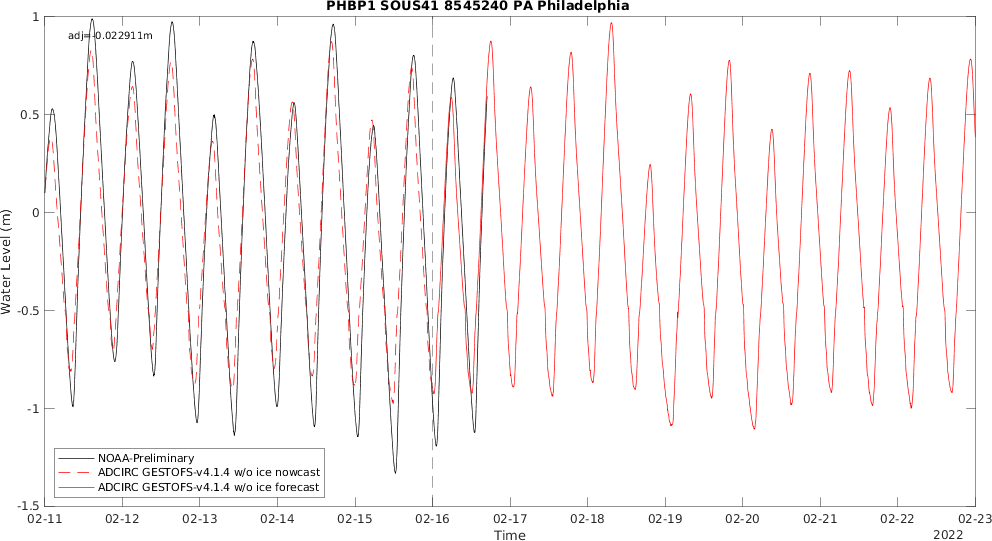 PHBP1 SOUS41 8545240 PA Philadelphia
adj=-0.022911m
1
0.5
0
-0.5
-1
-1.5
Water Level (m)
NOAA-Preliminary
ADCIRC GESTOFS-v4.1.4 w/o ice nowcast
ADCIRC GESTOFS-v4.1.4 w/o ice forecast
02-11 02-12 02-13 02-14 02-15 02-16 02-17 02-18 02-19 02-20 02-21 02-22 02-23
Time
2022